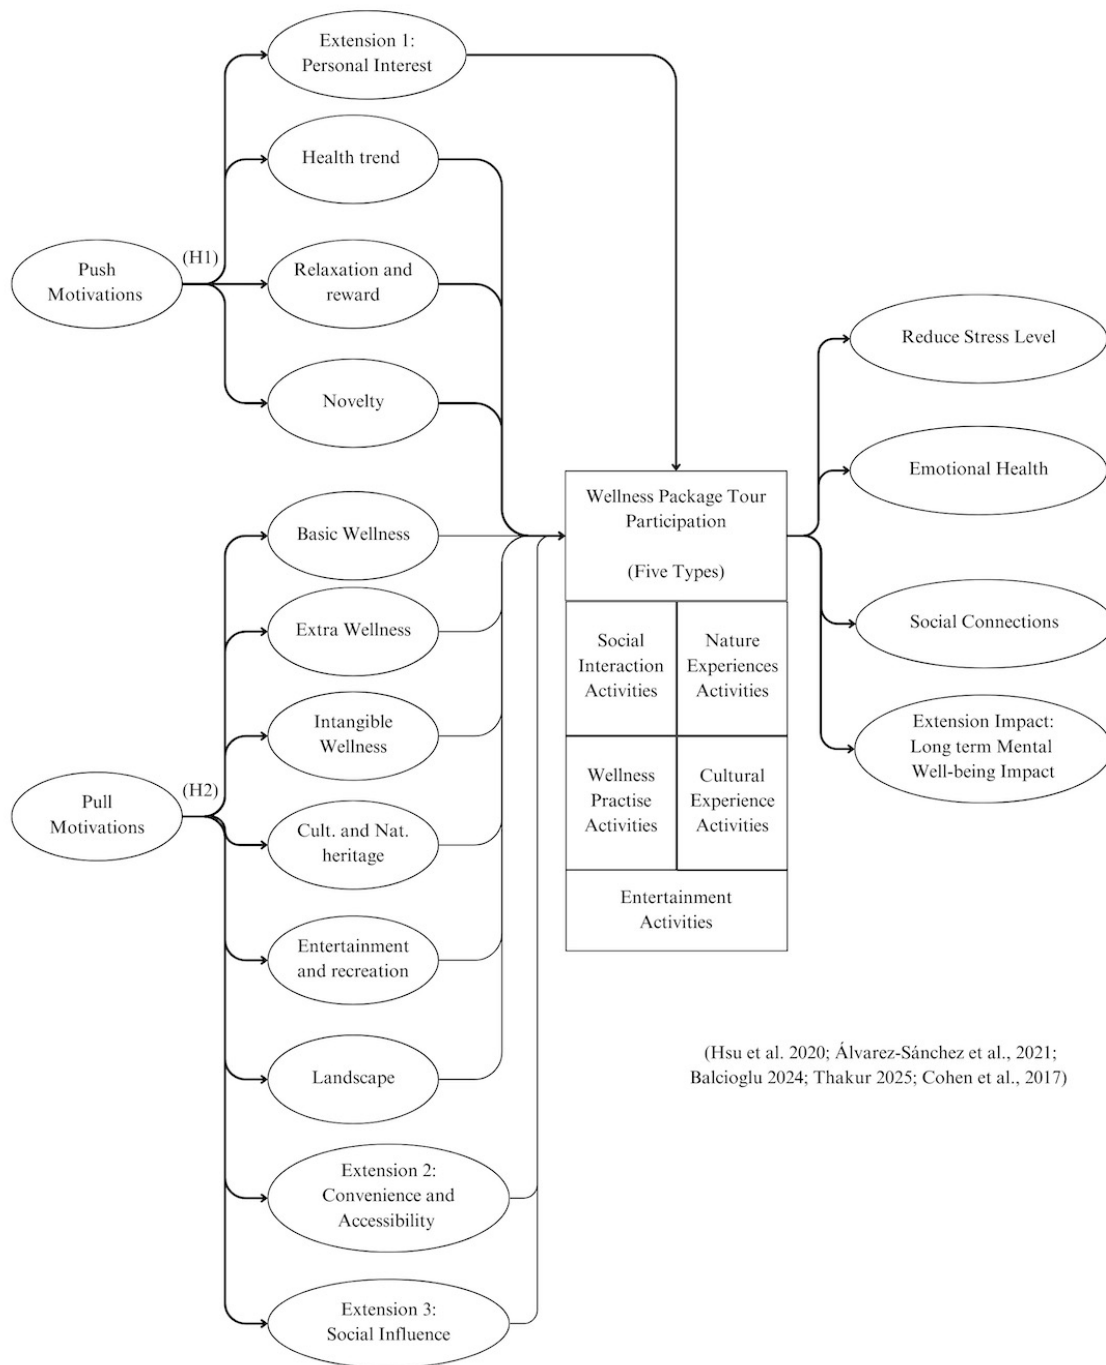 Extension 1:
Personal Interest
Health trend
(H1)
Push
Motivations
Relaxation and
reward
Novelty
Basic Wellness
Extra Wellness
Intangible
Wellness
(H2)
Pull
Motivations
Cult. and Nat.
heritage
Entertainment
and recreation
Landscape
Extension 2:
Convenience and
Accessibility
Extension 3:
Social Influence
Wellness Package Tour
Participation
(Five Types)
Social
Interaction
Activities
Nature
Experiences
Activities
Wellness
Practise
Activities
Cultural
Experience
Activities
Entertainment
Activities
Reduce Stress Level
Emotional Health
Social Connections
Extension Impact:
Long term Mental
Well-being Impact
(Hsu et al. 2020; Álvarez-Sánchez et al., 2021;
Balcioglu 2024; Thakur 2025; Cohen et al., 2017)